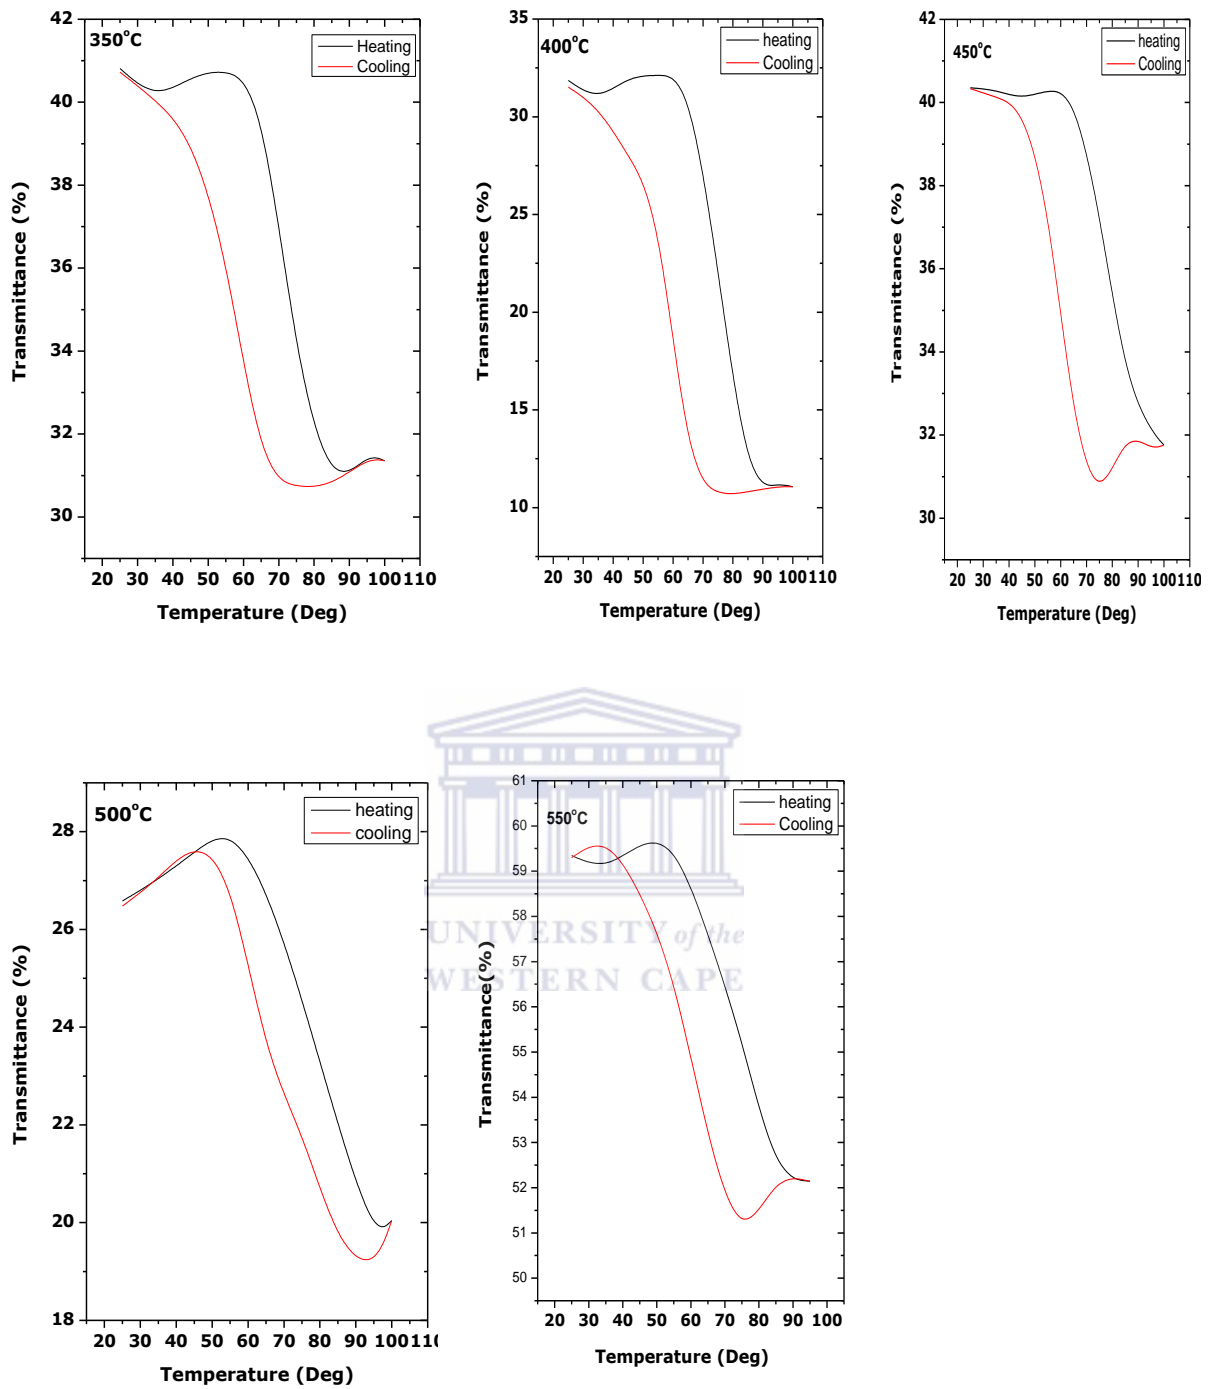 350°C
Heating
Cooling
42
40
38
36
34
32
30
20 30 40 50 60 70 80 90 100 110
Transmittance (%)
Temperature (Deg)
400°C
heating
Cooling
35
30
25
20
15
10
20 30 40 50 60 70 80 90 100 110
Transmittance (%)
Temperature (Deg)
450°C
heating
Cooling
42
40
38
36
34
32
30
20 30 40 50 60 70 80 90 100 110
Transmittance (%)
Temperature (Deg)
500°C
heating
cooling
28
26
24
22
20
18
20 30 40 50 60 70 80 90 100 110
Transmittance (%)
Temperature (Deg)
550°C
heating
Cooling
61
60
59
58
57
56
55
54
53
52
51
50
20 30 40 50 60 70 80 90 100
Transmittance(%)
Temperature (Deg)
UNIVERSITY of the
WESTERN CAPE